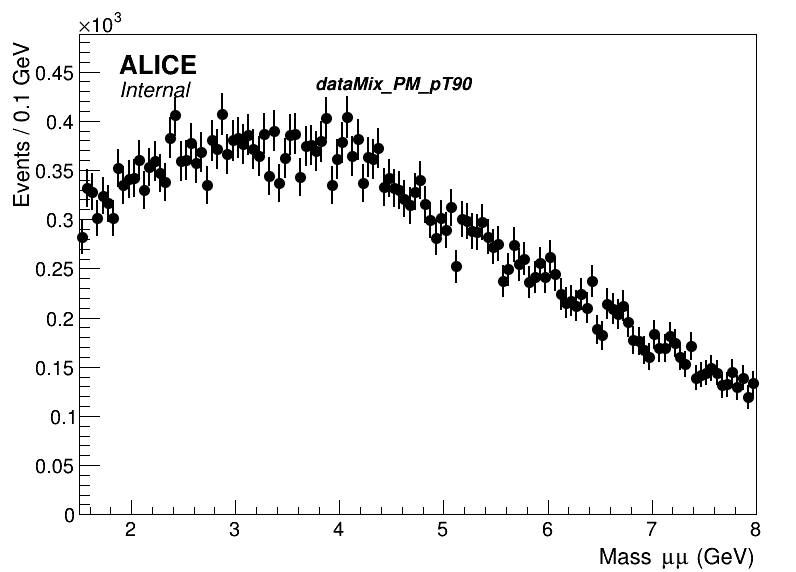 ×10³
ALICE
Internal
dataMix_PM_pT90
Events / 0.1 GeV
0.45
0.4
0.35
0.3
0.25
0.2
0.15
0.1
0.05
0
2 3 4 5 6 7 8
Mass μμ (GeV)